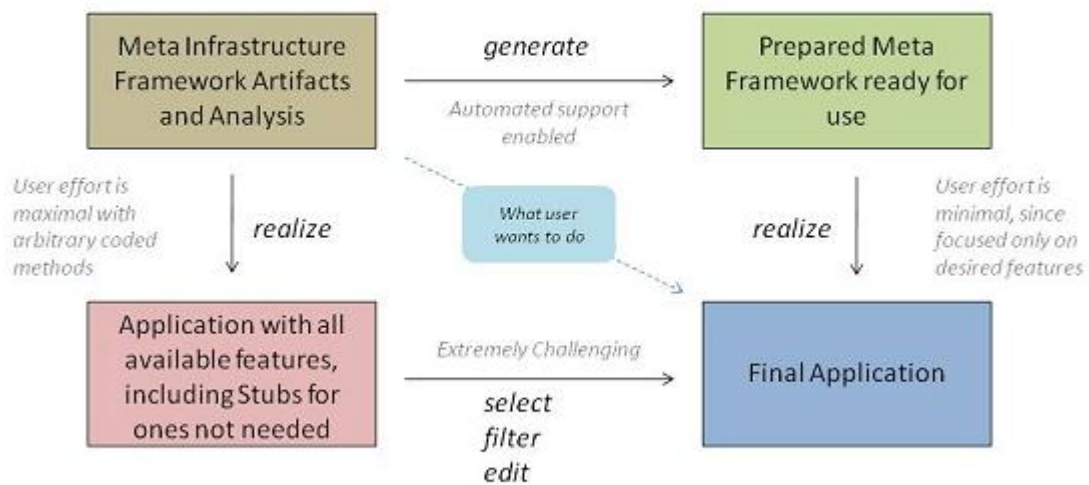 Meta Infrastructure
Framework Artifacts
and Analysis
generate
Automated support
enabled
Prepared Meta
Framework ready for
use
User effort is
maximal with
arbitrary coded
methods
realize
What user
wants to do
realize
User effort is
minimal, since
focused only on
desired features
Application with all
available features,
including Stubs for
ones not needed
Extremely Challenging
select
filter
edit
Final Application